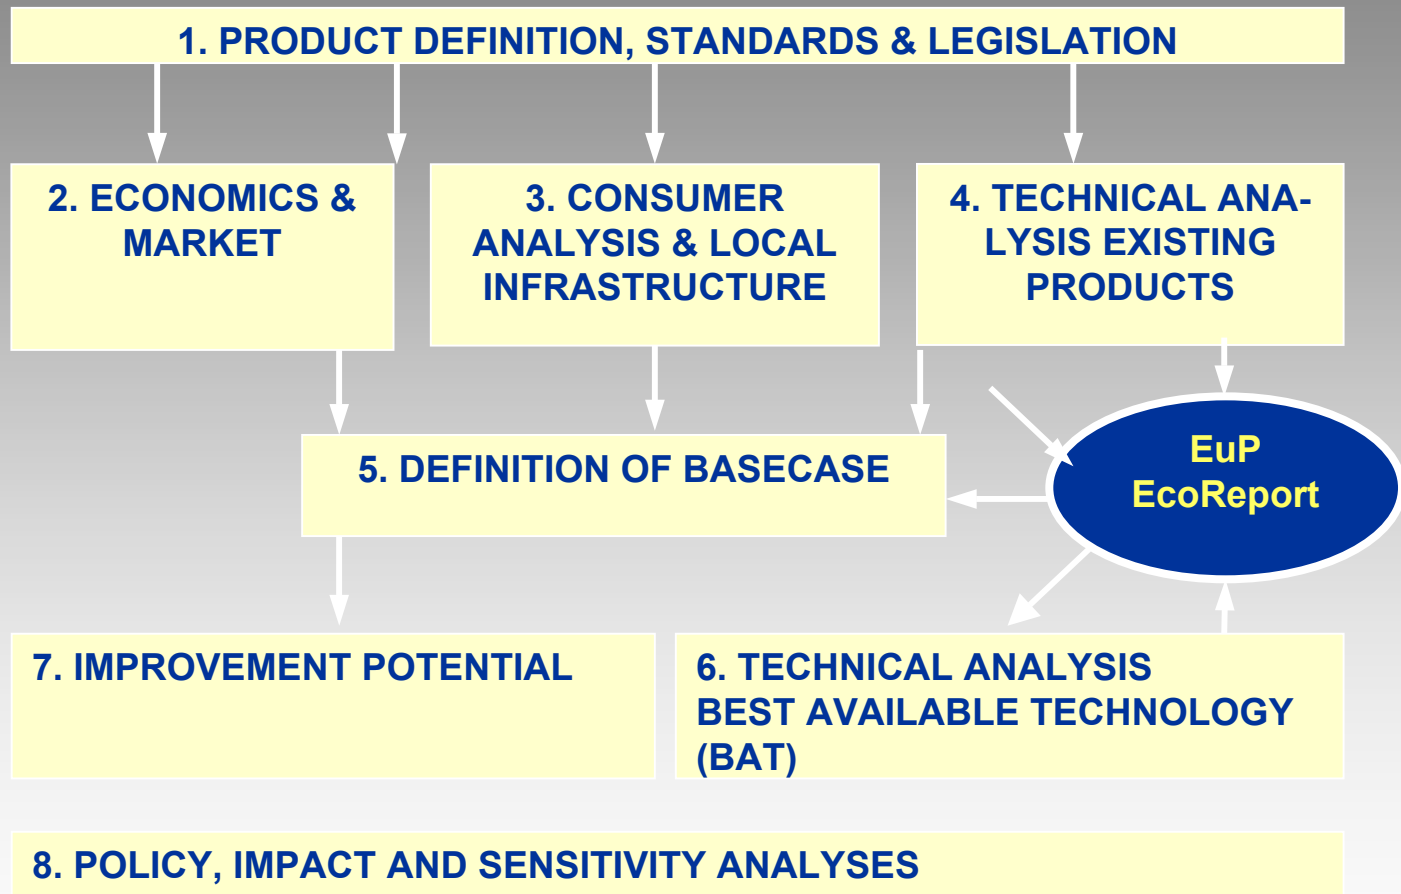 1. PRODUCT DEFINITION, STANDARDS & LEGISLATION
2. ECONOMICS &
MARKET
3. CONSUMER
ANALYSIS & LOCAL
INFRASTRUCTURE
4. TECHNICAL ANA-
LYSIS EXISTING
PRODUCTS
5. DEFINITION OF BASECASE
EuP
EcoReport
7. IMPROVEMENT POTENTIAL
6. TECHNICAL ANALYSIS
BEST AVAILABLE TECHNOLOGY
(BAT)
8. POLICY, IMPACT AND SENSITIVITY ANALYSES